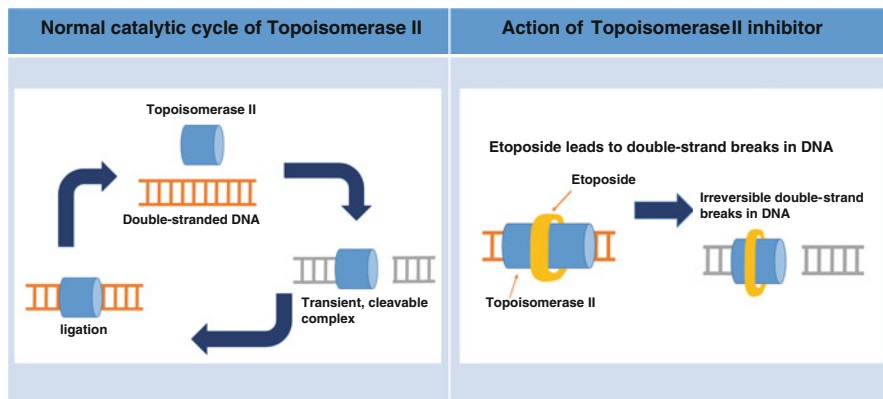 Normal catalytic cycle of Topoisomerase II
Topoisomerase II
Double-stranded DNA
Transient, cleavable
complex
ligation
Action of TopoisomeraseII inhibitor
Etoposide leads to double-strand breaks in DNA
Etoposide
Irreversible double-strand
breaks in DNA
Topoisomerase II